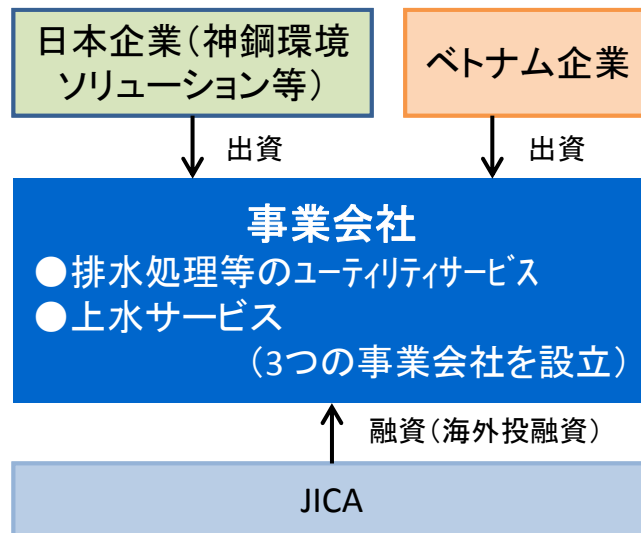 日本企業（神鋼環境
ソリューション等）
ベトナム企業
出資
出資
事業会社
●排水処理等のﾕｰﾃｨﾘﾃｨｻｰﾋﾞｽ
●上水サービス
（3つの事業会社を設立）
融資（海外投融資）
JICA